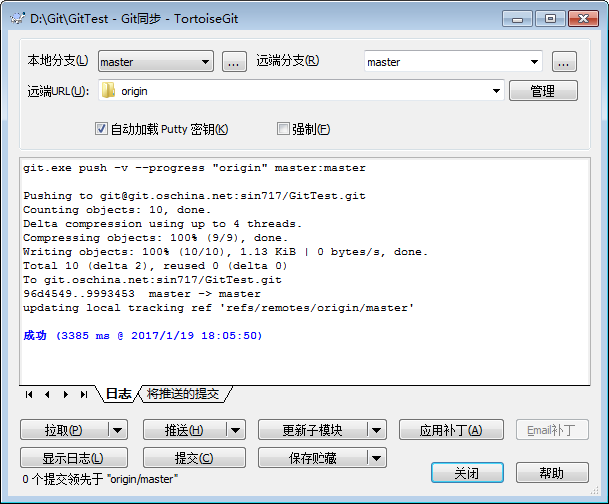 D:\Git\GitTest - Git同步 - TortoiseGit
本地分支(L) master ... 远端分支(R) master ...
远端URL(U): origin 管理
自动加载 Putty 密钥(K) 强制(F)
git.exe push -v --progress "origin" master:master
Pushing to git@git.oschina.net:sin717/GitTest.git
Counting objects: 10, done.
Delta compression using up to 4 threads.
Compressing objects: 100% (9/9), done.
Writing objects: 100% (10/10), 1.13 KiB | 0 bytes/s, done.
Total 10 (delta 2), reused 0 (delta 0)
To git.oschina.net:sin717/GitTest.git
96d4549..9993453  master -> master
updating local tracking ref 'refs/remotes/origin/master'
成功 (3385 ms @ 2017/1/19 18:05:50)
日志 将推送的提交
拉取(P) 推送(H) 更新子模块 应用补丁(A) Email补丁
显示日志(L) 提交(C) 保存贮藏
0 个提交领先于 "origin/master" 关闭 帮助